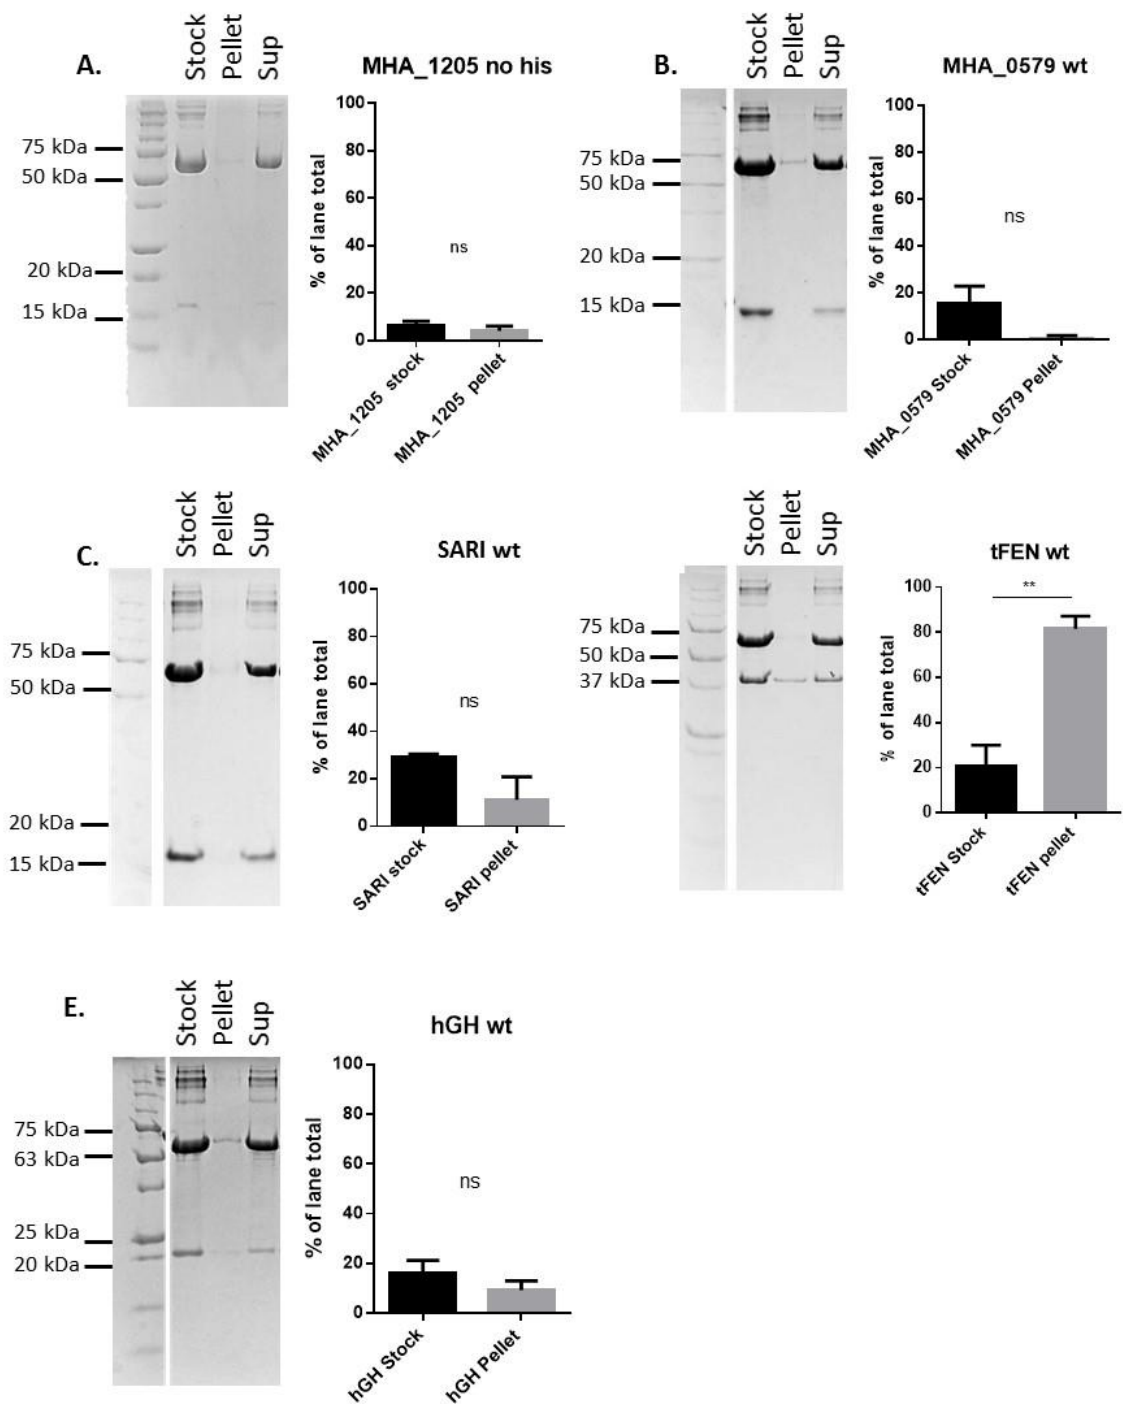 A.
Stock
Pellet
Sup
75 kDa
50 kDa
20 kDa
15 kDa
MHA_1205 no his
% of lane total
100
80
60
40
20
0
ns
MHA_1205 stock
MHA_1205 pellet
B.
Stock
Pellet
Sup
75 kDa
50 kDa
20 kDa
15 kDa
MHA_0579 wt
% of lane total
100
80
60
40
20
0
ns
MHA_0579 Stock
MHA_0579 Pellet
C.
Stock
Pellet
Sup
75 kDa
50 kDa
20 kDa
15 kDa
SARI wt
% of lane total
100
80
60
40
20
0
ns
SARI stock
SARI pellet
Stock
Pellet
Sup
75 kDa
50 kDa
37 kDa
tFEN wt
% of lane total
100
80
60
40
20
0
**
tFEN Stock
tFEN pellet
E.
Stock
Pellet
Sup
75 kDa
63 kDa
25 kDa
20 kDa
hGH wt
% of lane total
100
80
60
40
20
0
ns
hGH Stock
hGH Pellet